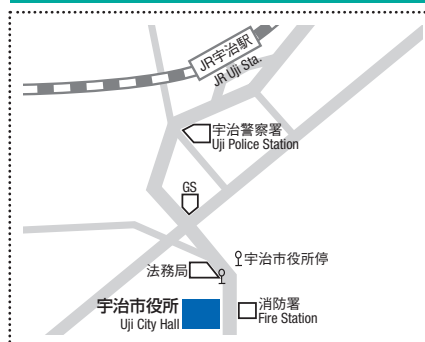 JR宇治駅
JR Uji Sta.
宇治警察署
Uji Police Station
GS
宇治市役所停
法務局
宇治市役所
Uji City Hall
消防署
Fire Station